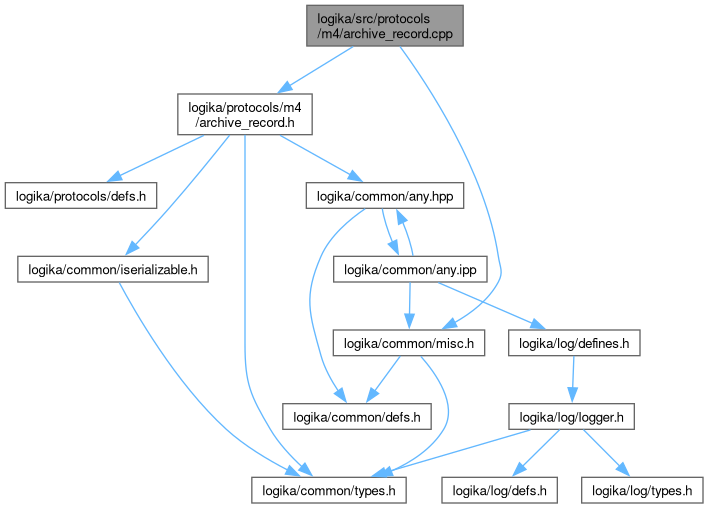 logika/src/protocols
/m4/archive_record.cpp
logika/protocols/m4
/archive_record.h
logika/protocols/defs.h
logika/common/any.hpp
logika/common/iserializable.h
logika/common/any.ipp
logika/common/misc.h
logika/log/defines.h
logika/common/defs.h
logika/log/logger.h
logika/common/types.h
logika/log/defs.h
logika/log/types.h